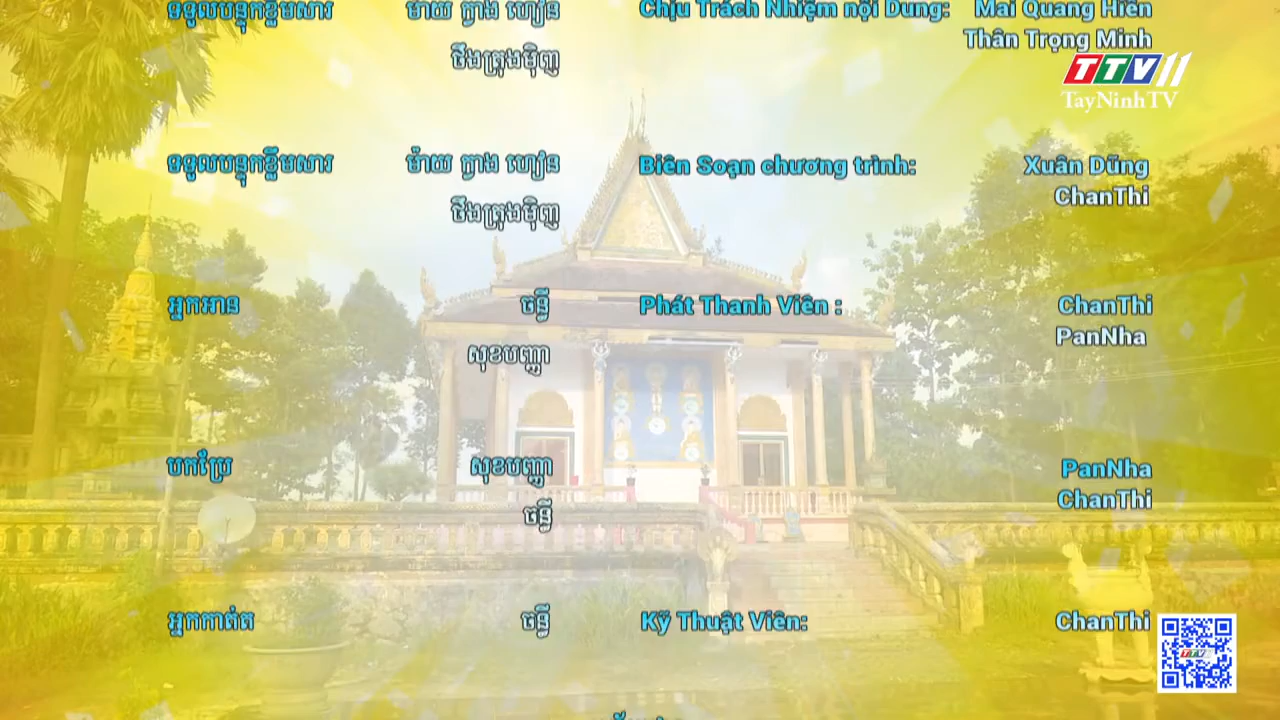 ទទួលបន្ទុកខ្លឹមសារ ម៉ាយ ក្វាង ហៀន Chịu Trách Nhiệm nội Dung: Mai Quang Hiền
ថឹងត្រុងម៉ិញ Thân Trọng Minh
TTV11
TayNinhTV
ទទួលបន្ទុកខ្លឹមសារ ម៉ាយ ក្វាង ហៀន Biên Soạn chương trình: Xuân Dũng
ថឹងត្រុងម៉ិញ ChanThi
អ្នកអាន ចន្ធី Phát Thanh Viên : ChanThi
សុខបញ្ញា PanNha
បកប្រែ សុខបញ្ញា PanNha
ចន្ធី ChanThi
អ្នកកាត់ត ចន្ធី Kỹ Thuật Viên: ChanThi